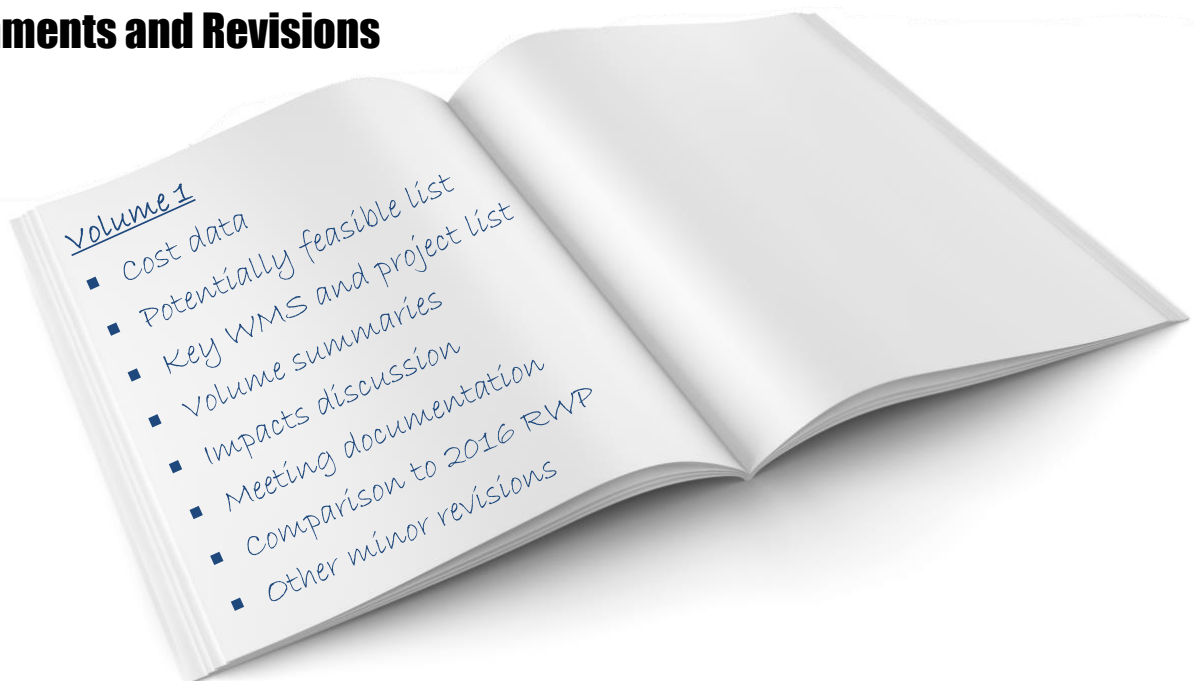 ments and Revisions
Volume 1
▪ Cost data
▪ Potentially feasible list
▪ Key WMS and project list
▪ Volume summaries
▪ Impacts discussion
▪ Meeting documentation
▪ Comparison to 2016 RWP
▪ Other minor revisions